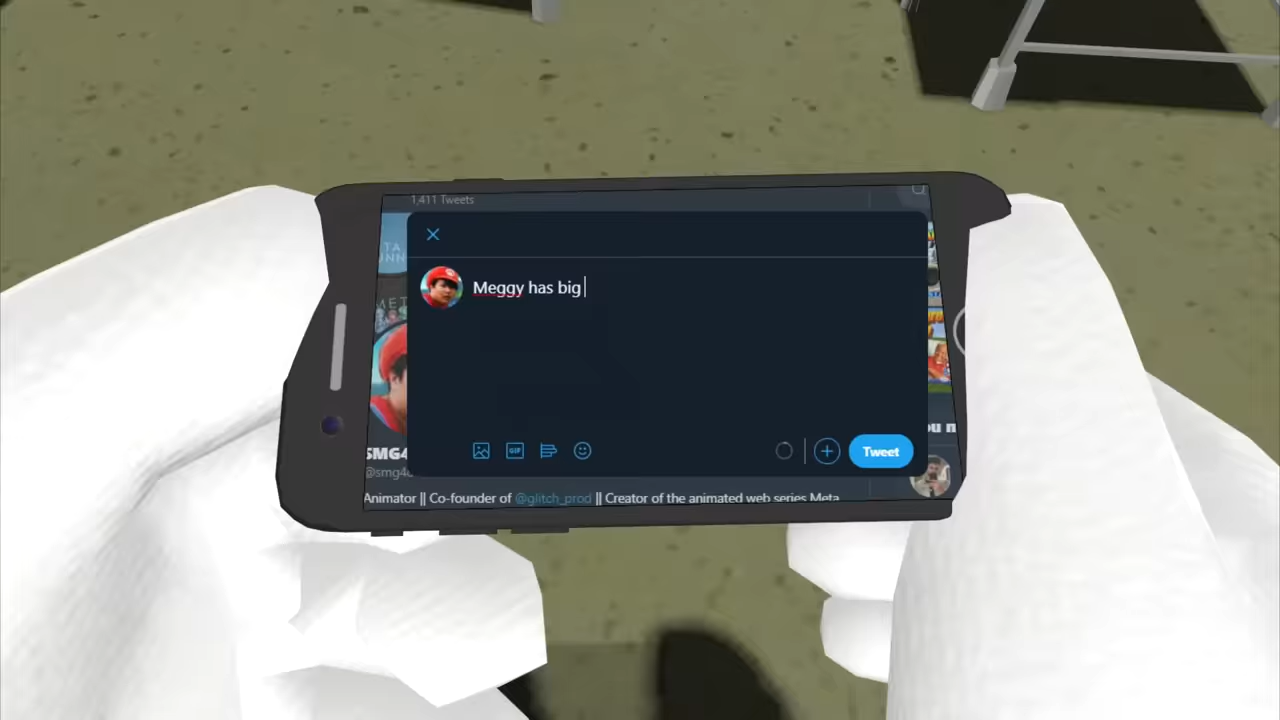 1,411 Tweets
Meggy has big
GIF
Tweet
SMG4
@smg4
Animator || Co-founder of @glitch_prod || Creator of the animated web series Meta